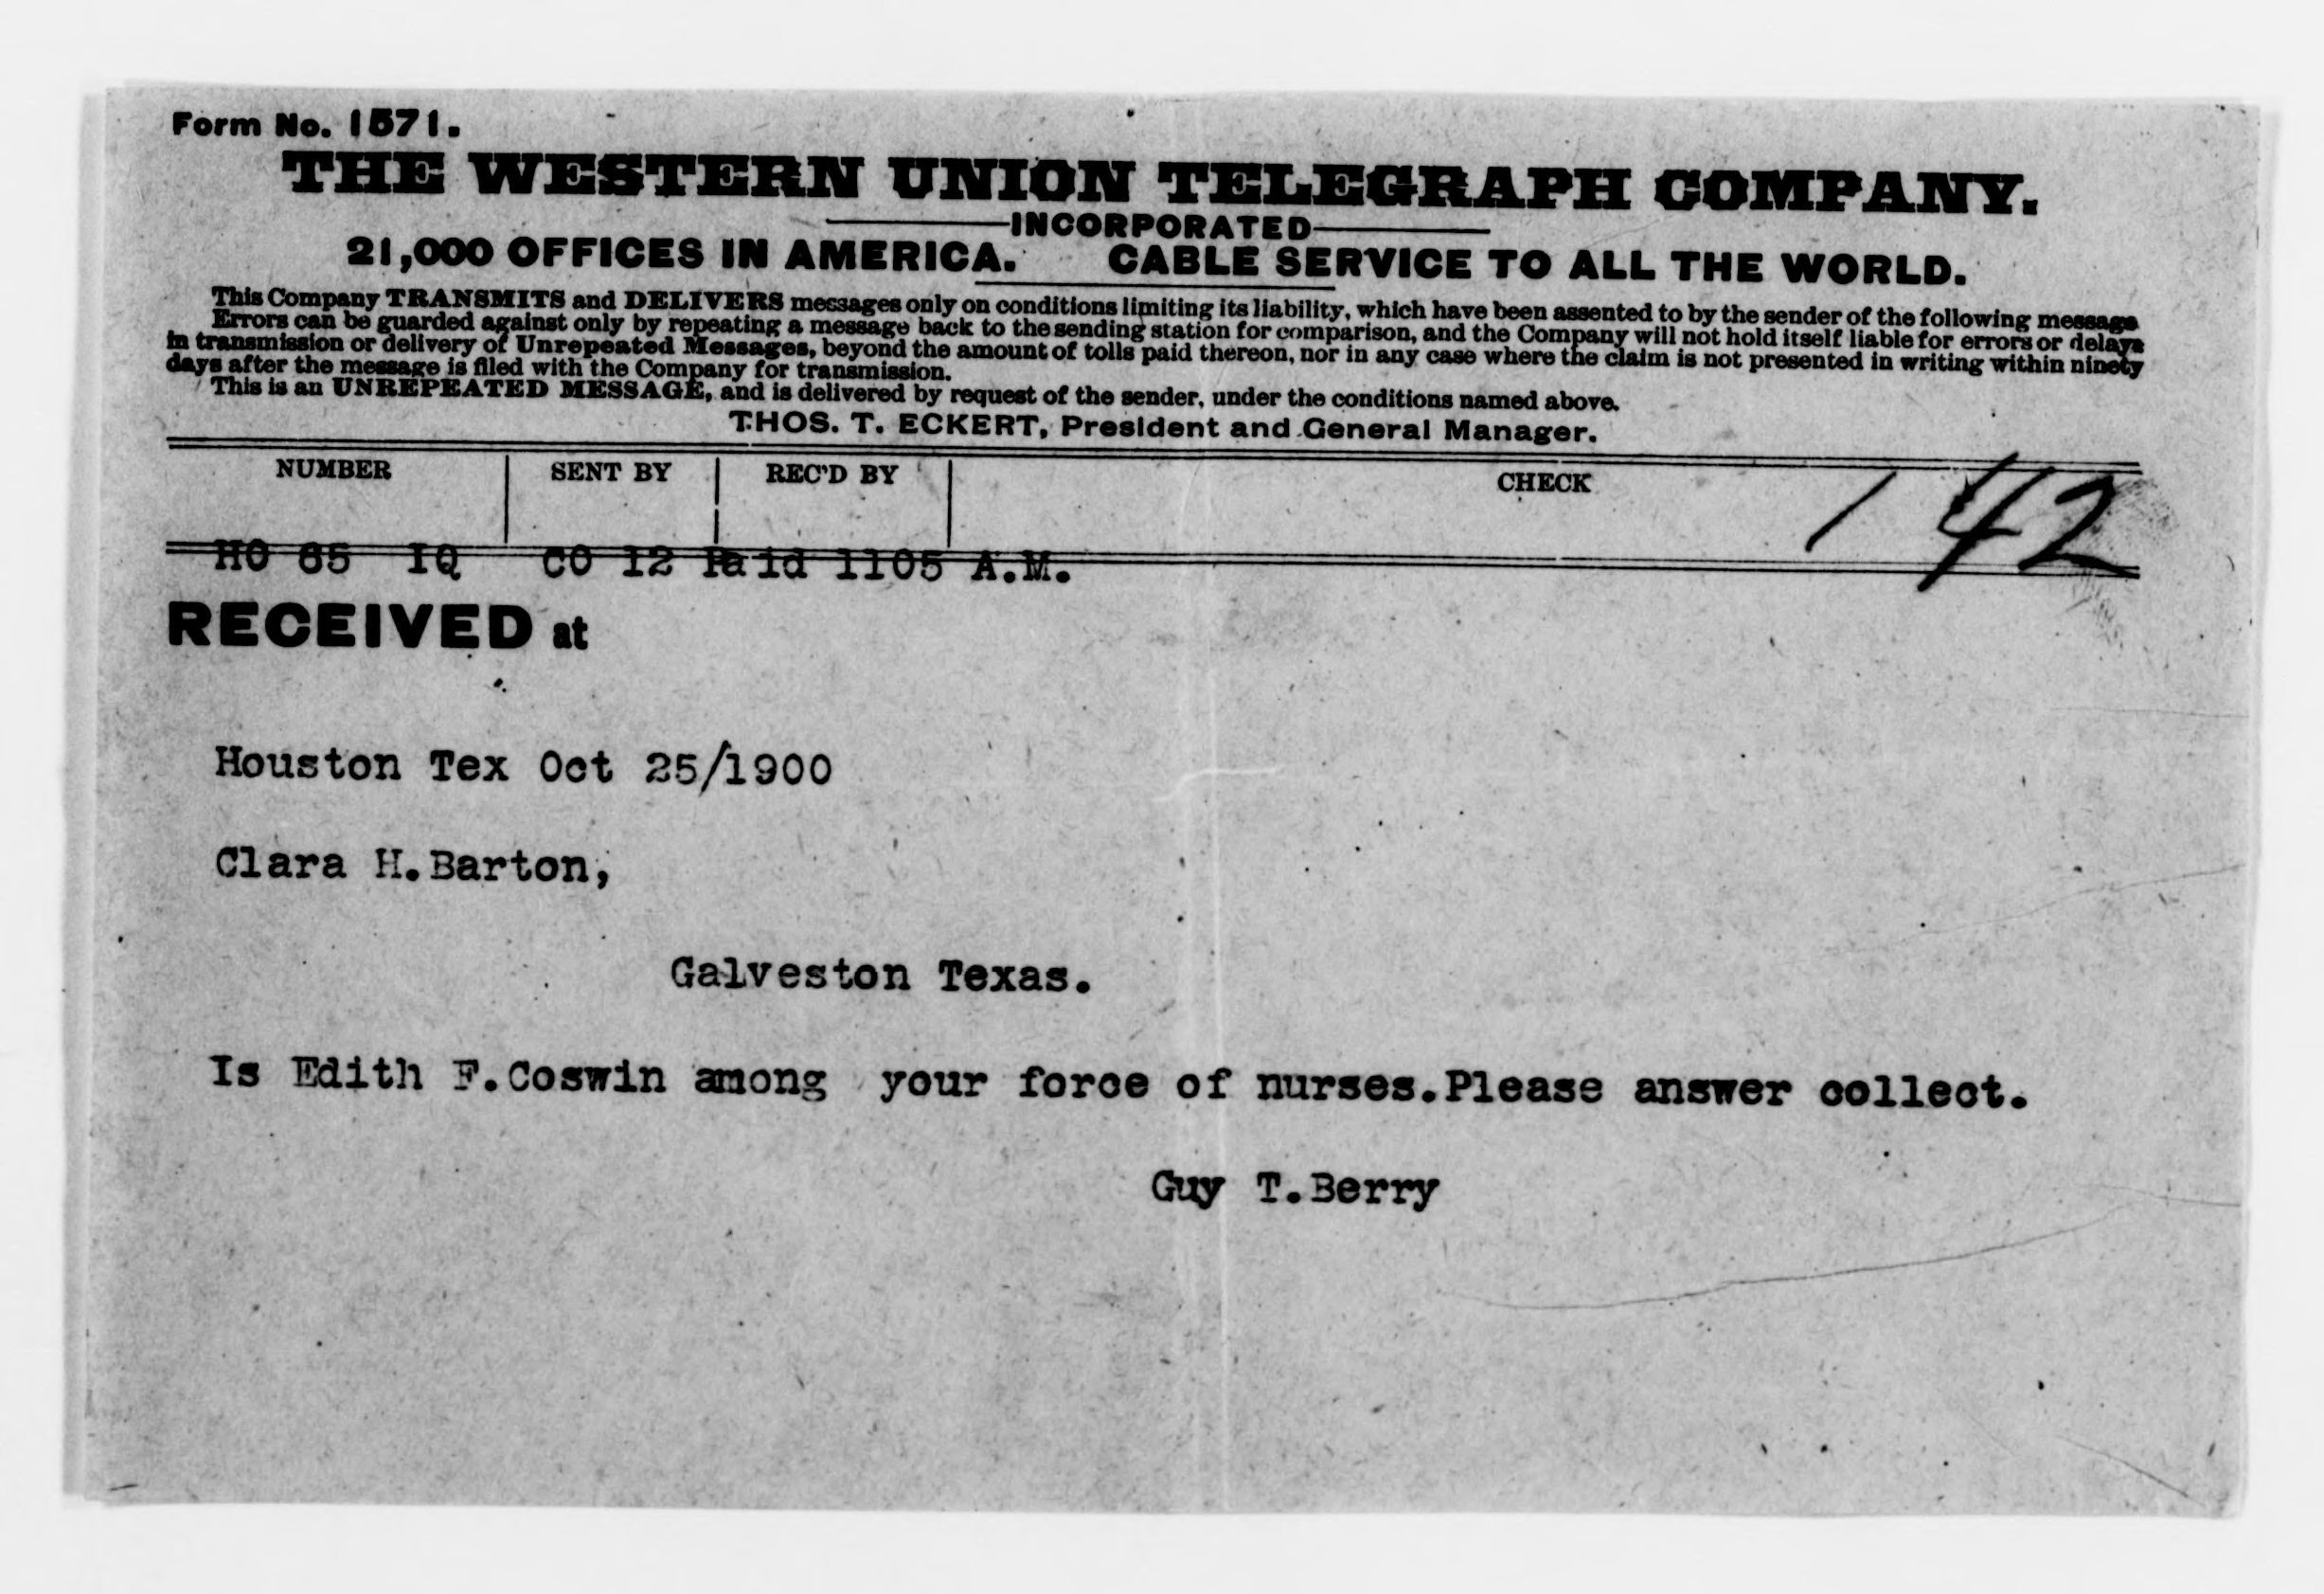 Form No. 1571.
THE WESTERN UNION TELEGRAPH COMPANY.
INCORPORATED
21,000 OFFICES IN AMERICA. CABLE SERVICE TO ALL THE WORLD.
This Company TRANSMITS and DELIVERS messages only on conditions limiting its liability, which have been assented to by the sender of the following message
Errors can be guarded against only by repeating a message back to the sending station for comparison, and the Company will not hold itself liable for errors or delays
in transmission or delivery of Unrepeated Messages, beyond the amount of tolls paid thereon, nor in any case where the claim is not presented in writing within ninety
days after the message is filed with the Company for transmission.
This is an UNREPEATED MESSAGE, and is delivered by request of the sender, under the conditions named above.
THOS. T. ECKERT, President and General Manager.
NUMBER SENT BY REC'D BY CHECK
1 42
HO 65 IQ CO 12 Paid 1105 A.M.
RECEIVED at
Houston Tex Oct 25/1900
Clara H.Barton,
Galveston Texas.
Is Edith F.Coswin among your force of nurses.Please answer collect.
Guy T.Berry